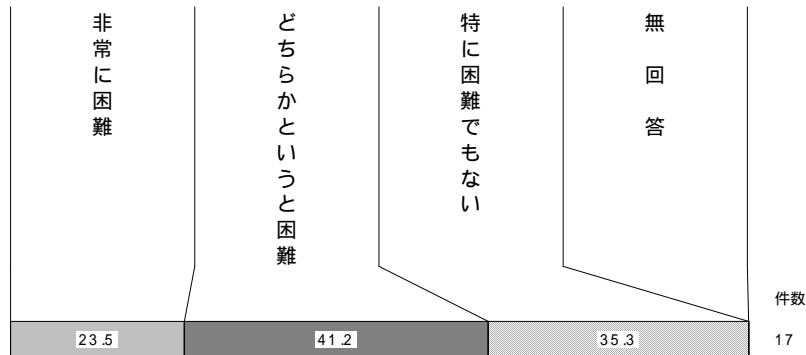 非常に困難
どちらかというと困難
特に困難でもない
無回答
件数
23.5
41.2
35.3
17